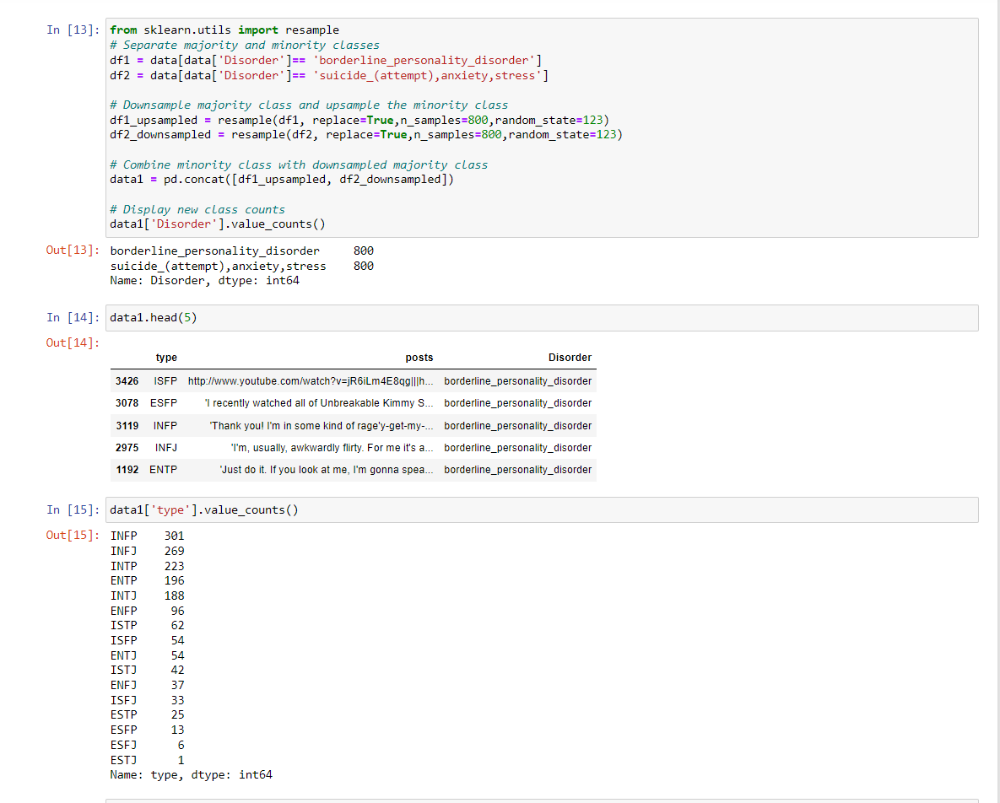 In [13]: from sklearn.utils import resample
# Separate majority and minority classes
df1 = data[data['Disorder']== 'borderline_personality_disorder']
df2 = data[data['Disorder']== 'suicide_(attempt),anxiety,stress']
# Downsample majority class and upsample the minority class
df1_upsampled = resample(df1, replace=True,n_samples=800,random_state=123)
df2_downsampled = resample(df2, replace=True,n_samples=800,random_state=123)
# Combine minority class with downsampled majority class
data1 = pd.concat([df1_upsampled, df2_downsampled])
# Display new class counts
data1['Disorder'].value_counts()
Out[13]: borderline_personality_disorder 800
suicide_(attempt),anxiety,stress 800
Name: Disorder, dtype: int64
In [14]: data1.head(5)
Out[14]:
type posts Disorder
3426 ISFP http://www.youtube.com/watch?v=jR6iLm4E8qg|||h... borderline_personality_disorder
3078 ESFP 'I recently watched all of Unbreakable Kimmy S... borderline_personality_disorder
3119 INFP 'Thank you! I'm in some kind of rage'y-get-my-... borderline_personality_disorder
2975 INFJ 'I'm, usually, awkwardly flirty. For me it's a... borderline_personality_disorder
1192 ENTP 'Just do it. If you look at me, I'm gonna spea... borderline_personality_disorder
In [15]: data1['type'].value_counts()
Out[15]: INFP 301
INFJ 269
INTP 223
ENTP 196
INTJ 188
ENFP 96
ISTP 62
ISFP 54
ENTJ 54
ISTJ 42
ENFJ 37
ISFJ 33
ESTP 25
ESFP 13
ESFJ 6
ESTJ 1
Name: type, dtype: int64